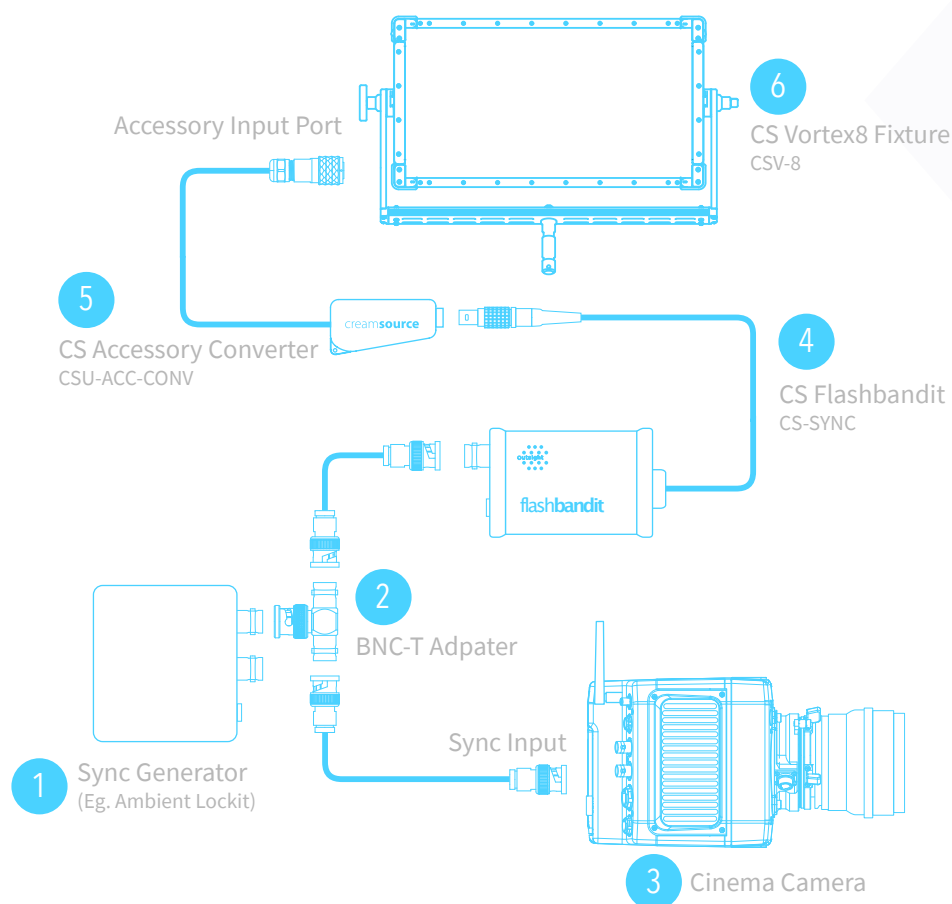 6
Accessory Input Port
CS Vortex8 Fixture
CSV-8
5
creamsource
CS Accessory Converter
CSU-ACC-CONV
4
CS Flashbandit
CS-SYNC
outsight
flashbandit
2
BNC-T Adpater
Sync Input
1
Sync Generator
(Eg. Ambient Lockit)
3
Cinema Camera